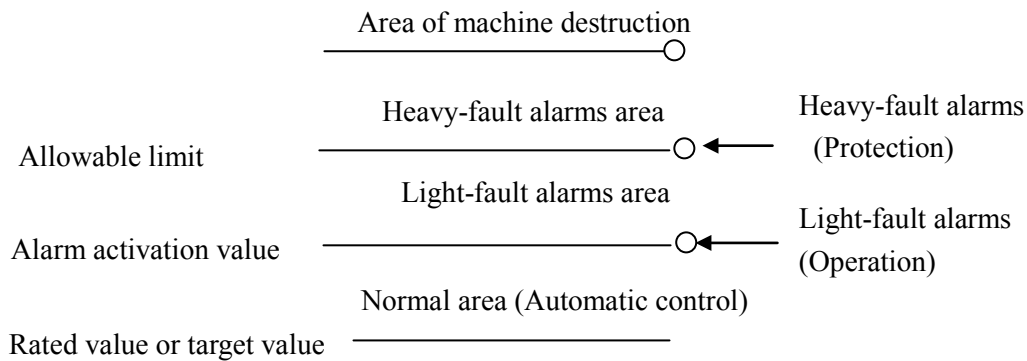 Area of machine destruction
Heavy-fault alarms area
Heavy-fault alarms
(Protection)
Allowable limit
Light-fault alarms area
Light-fault alarms
(Operation)
Alarm activation value
Normal area (Automatic control)
Rated value or target value